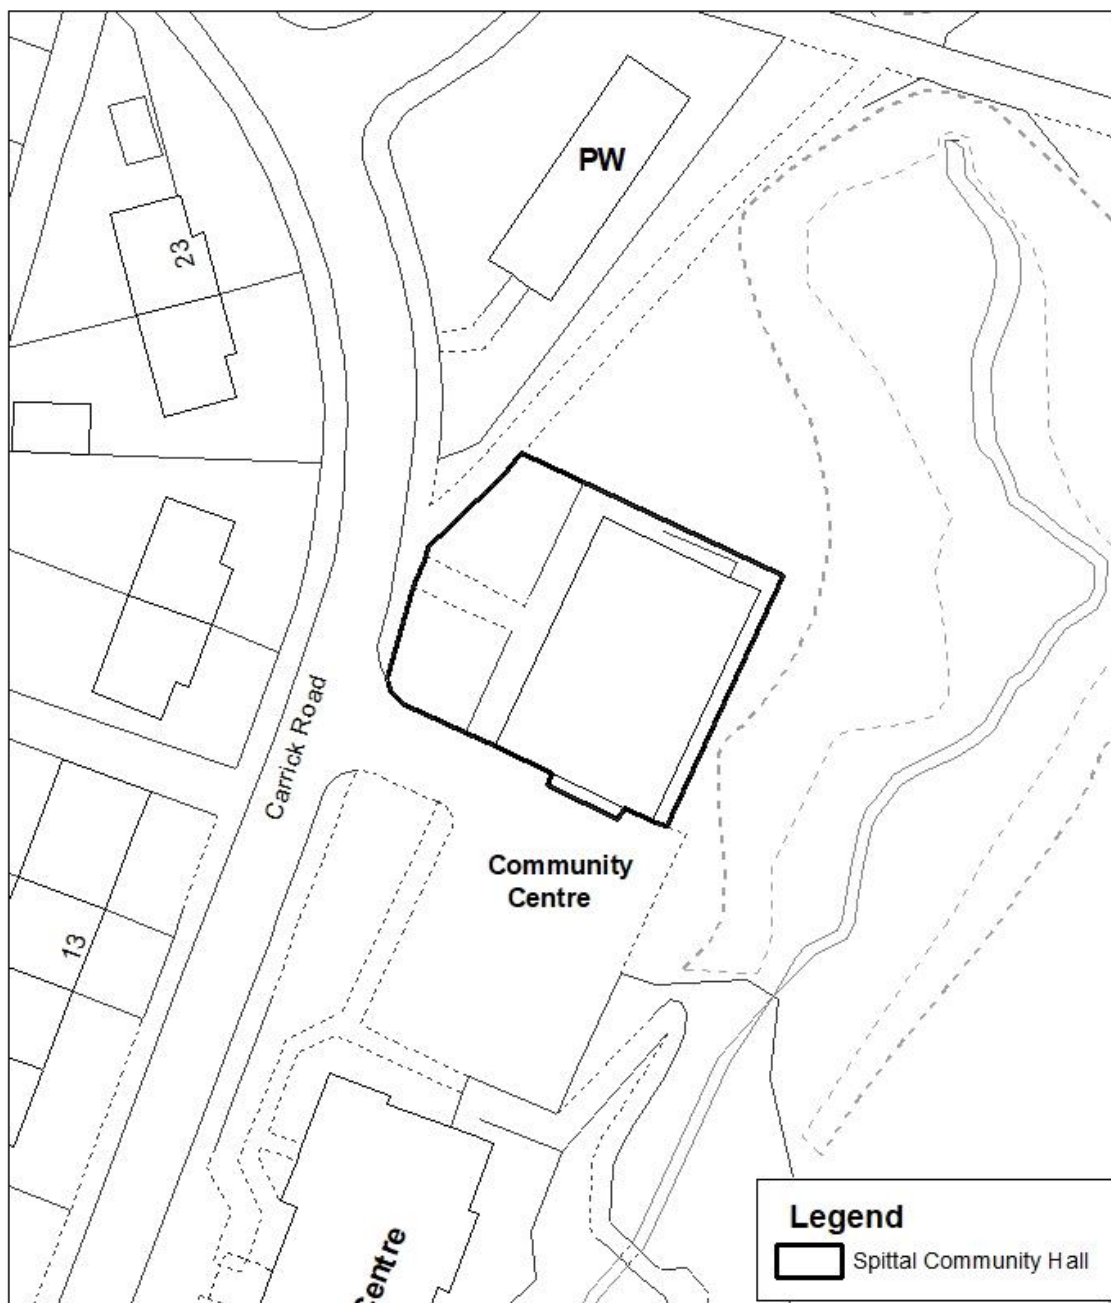 PW
23
Carrick Road
Community
Centre
13
Centre
Legend
Spittal Community Hall